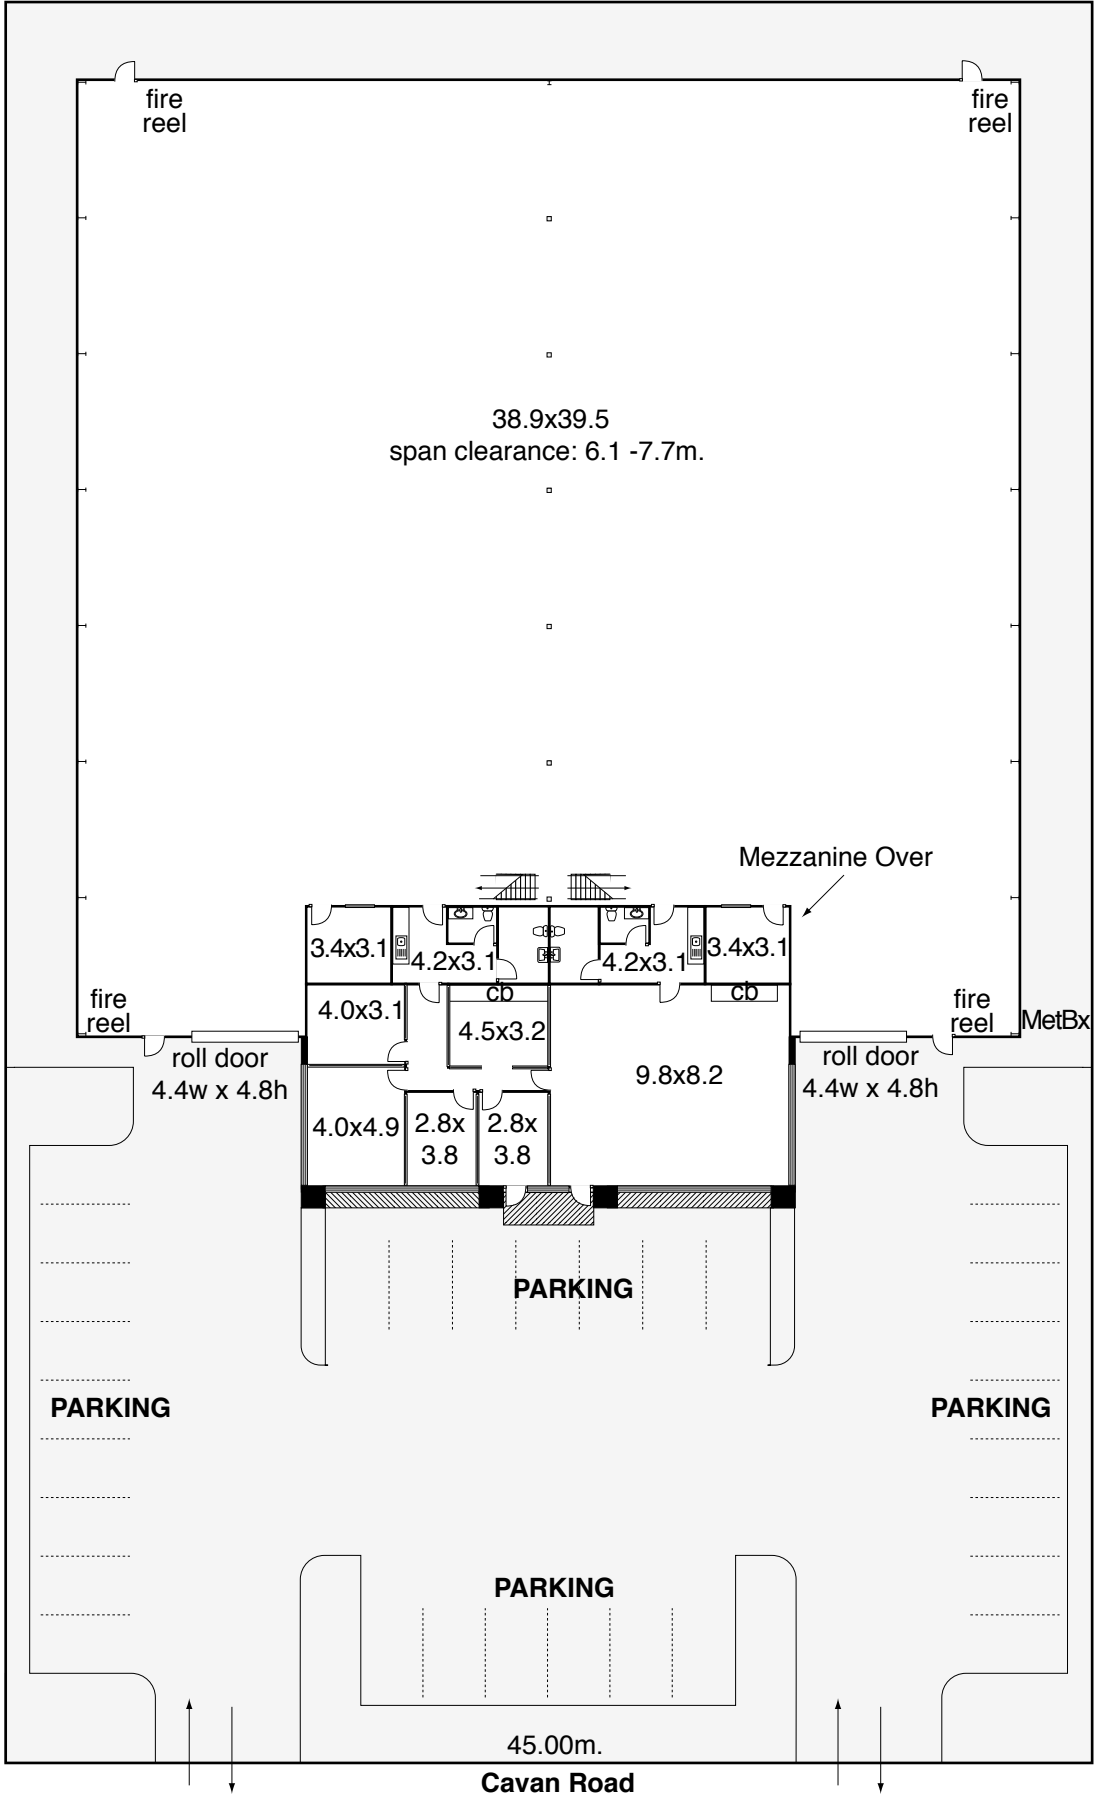 fire
reel
fire
reel
38.9x39.5
span clearance: 6.1 -7.7m.
Mezzanine Over
3.4x3.1
4.2x3.1
4.2x3.1
3.4x3.1
cb
cb
fire
reel
4.0x3.1
4.5x3.2
fire
reel
MetBx
roll door
4.4w x 4.8h
9.8x8.2
roll door
4.4w x 4.8h
4.0x4.9
2.8x
3.8
2.8x
3.8
PARKING
PARKING
PARKING
PARKING
45.00m.
Cavan Road